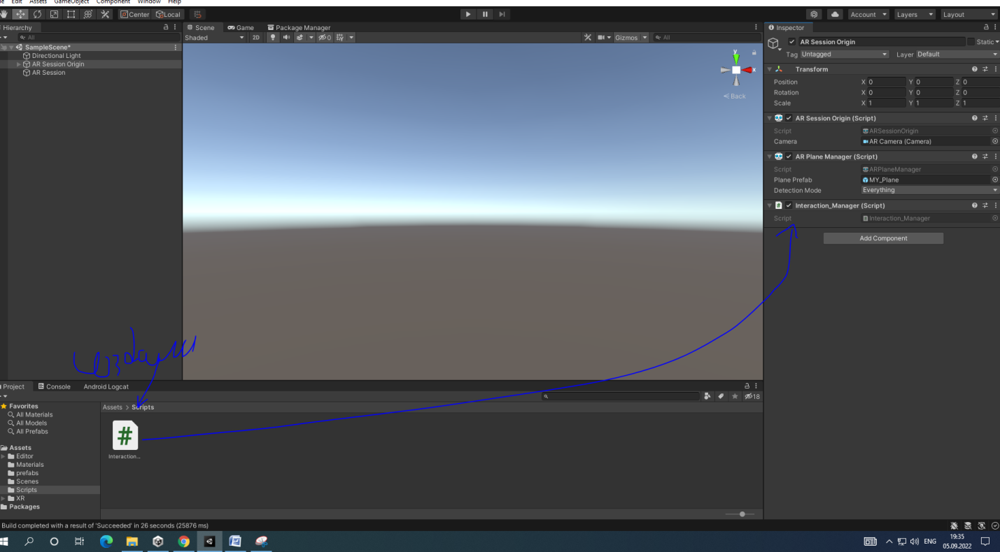 File Edit Assets GameObject Component Window Help
Center Local
Account Layers Layout
Hierarchy
All
SampleScene*
Directional Light
AR Session Origin
AR Session
Scene Game Package Manager
Shaded 2D 0 Gizmos All
y
x
Back
Inspector
AR Session Origin Static
Tag Untagged Layer Default
Transform
Position X 0 Y 0 Z 0
Rotation X 0 Y 0 Z 0
Scale X 1 Y 1 Z 1
AR Session Origin (Script)
Script ARSessionOrigin
Camera AR Camera (Camera)
AR Plane Manager (Script)
Script ARPlaneManager
Plane Prefab MY_Plane
Detection Mode Everything
# Interaction_Manager (Script)
Script Interaction_Manager
Add Component
Project Console Android Logcat
18
Favorites
All Materials
All Models
All Prefabs
Assets
Editor
Materials
prefabs
Scenes
Scripts
XR
Packages
Assets > Scripts
#
Interaction...
Build completed with a result of 'Succeeded' in 26 seconds (25876 ms)
ENG
19:35
05.09.2022